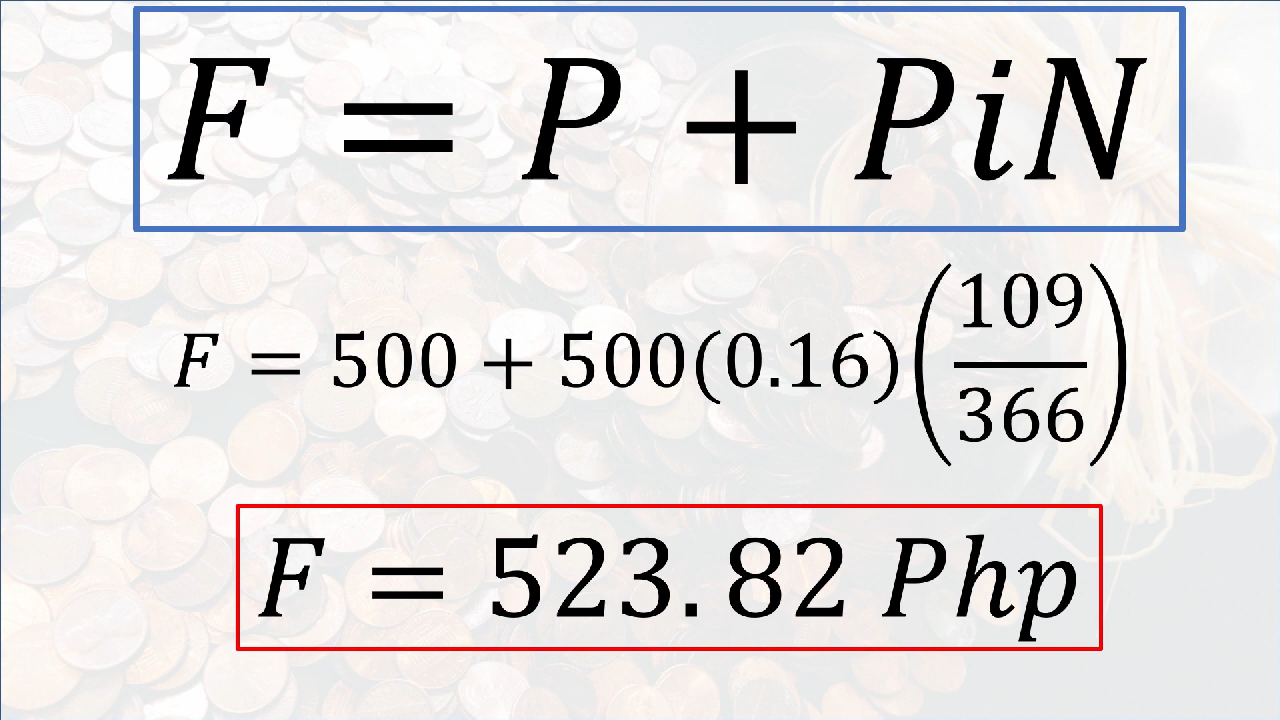 F = P + PiN
F = 500 + 500(0.16)(109/366)
F = 523.82 Php